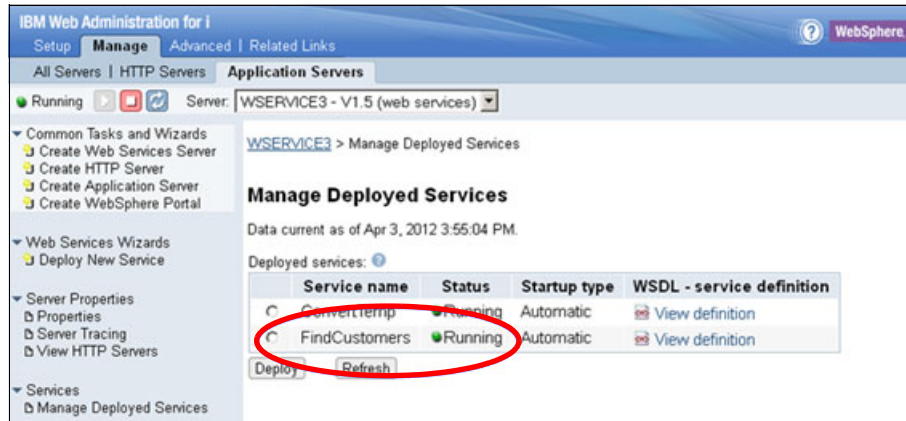 IBM Web Administration for i
Setup Manage Advanced | Related Links
WebSphere.
All Servers | HTTP Servers Application Servers
Running Server: WSERVICE3 - V1.5 (web services)
Common Tasks and Wizards
Create Web Services Server
Create HTTP Server
Create Application Server
Create WebSphere Portal
Web Services Wizards
Deploy New Service
Server Properties
Properties
Server Tracing
View HTTP Servers
Services
Manage Deployed Services
WSERVICE3 > Manage Deployed Services
Manage Deployed Services
Data current as of Apr 3, 2012 3:55:04 PM.
Deployed services:
Service name Status Startup type WSDL - service definition
ConvertTemp Running Automatic View definition
FindCustomers Running Automatic View definition
Deploy Refresh